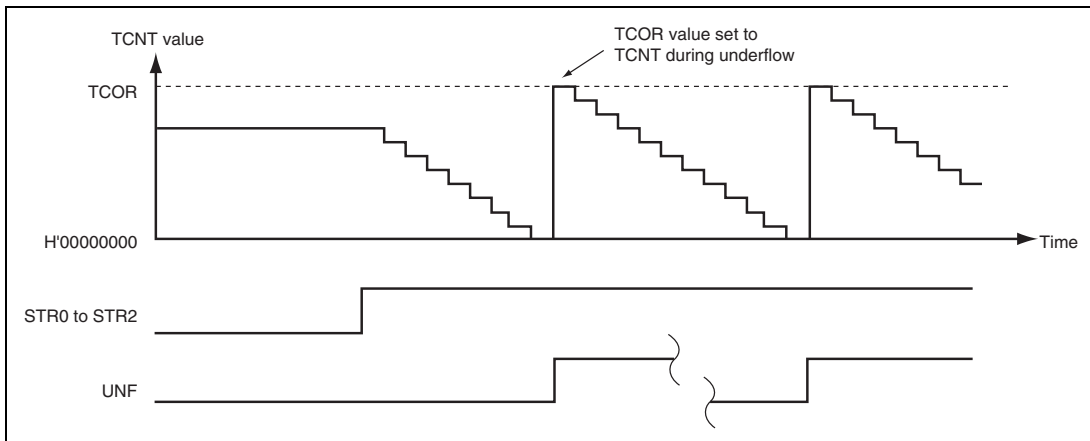 TCNT value
TCOR value set to
TCNT during underflow
TCOR
H'00000000
Time
STR0 to STR2
UNF